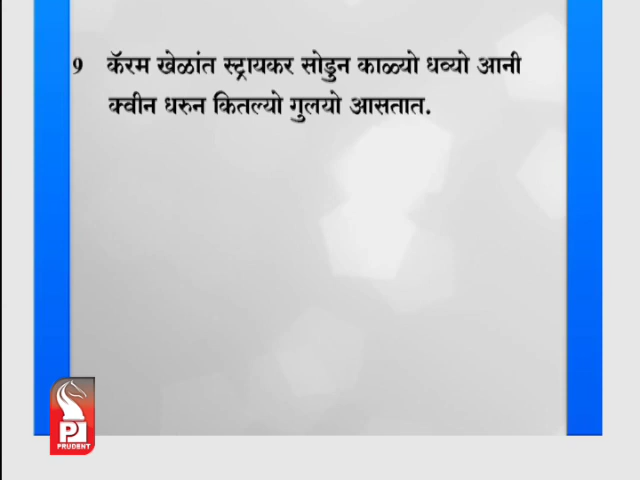 9 कॅरम खेळांत स्ट्रायकर सोडुन काळ्यो धव्यो आनी
क्वीन धरुन कितल्यो गुलयो आसतात.
PRUDENT